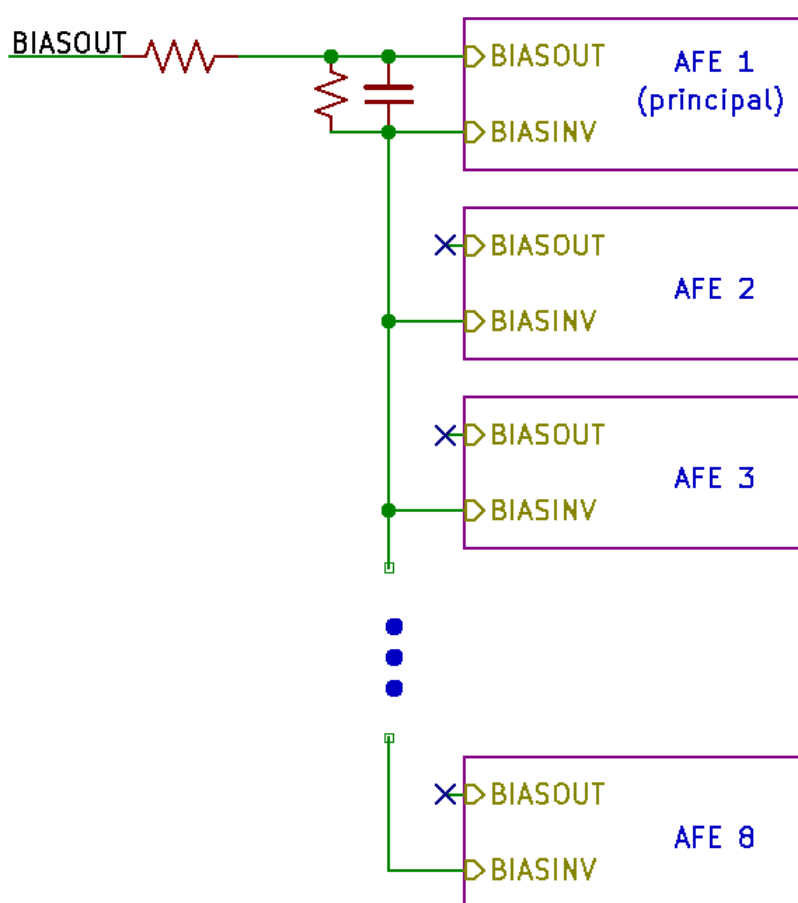 BIASOUT
BIASOUT
AFE 1
(principal)
BIASINV
BIASOUT
AFE 2
BIASINV
BIASOUT
AFE 3
BIASINV
BIASOUT
AFE 8
BIASINV